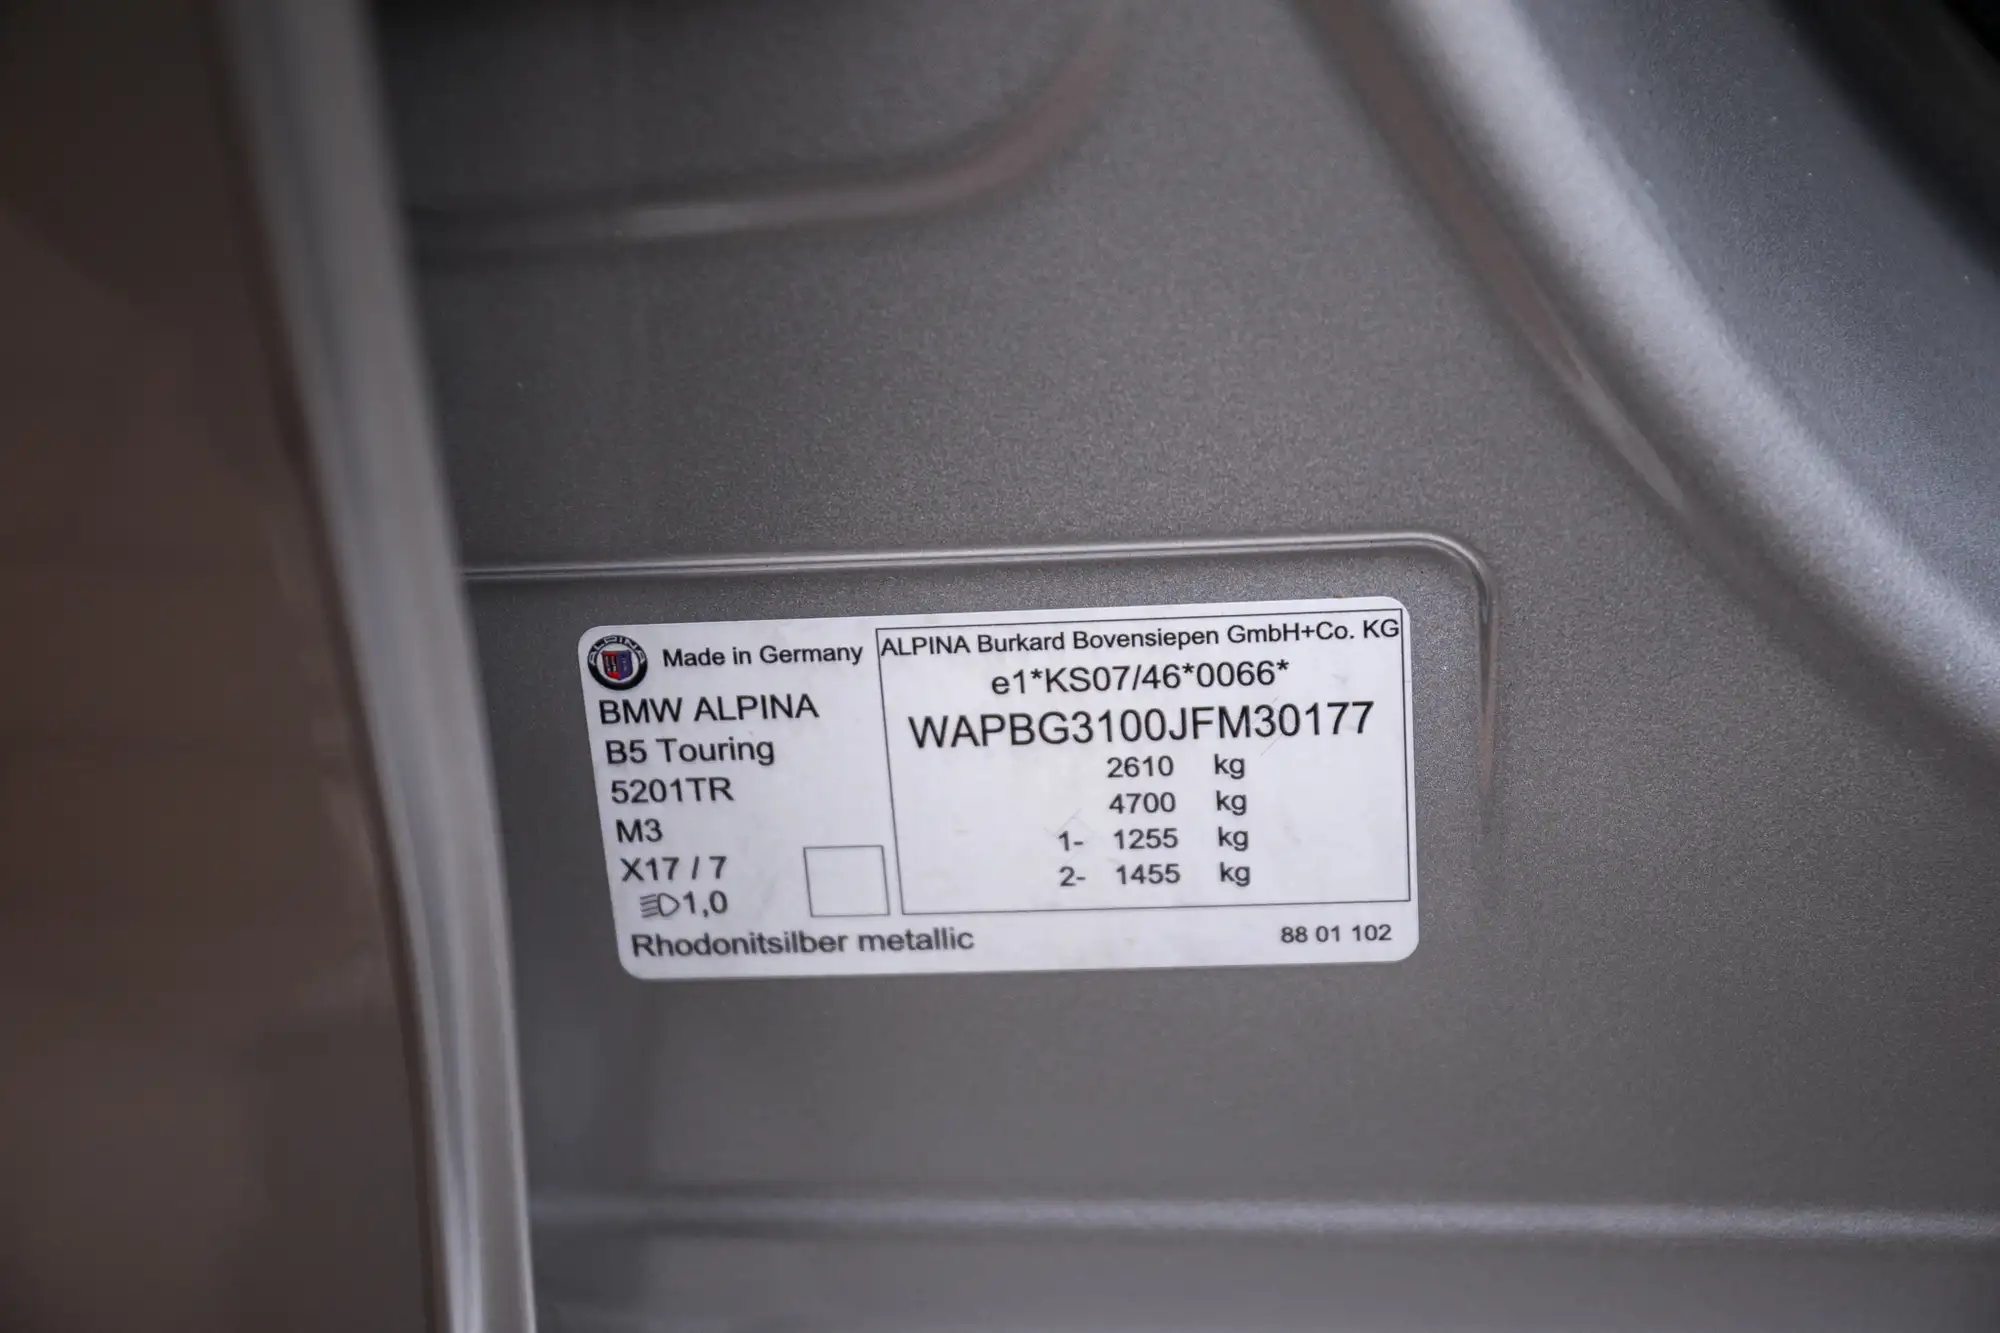 ALPINA
Made in Germany
BMW ALPINA
B5 Touring
5201TR
M3
X17 / 7
1,0
Rhodonitsilber metallic
ALPINA Burkard Bovensiepen GmbH+Co. KG
e1*KS07/46*0066*
WAPBG3100JFM30177
2610 kg
4700 kg
1- 1255 kg
2- 1455 kg
88 01 102